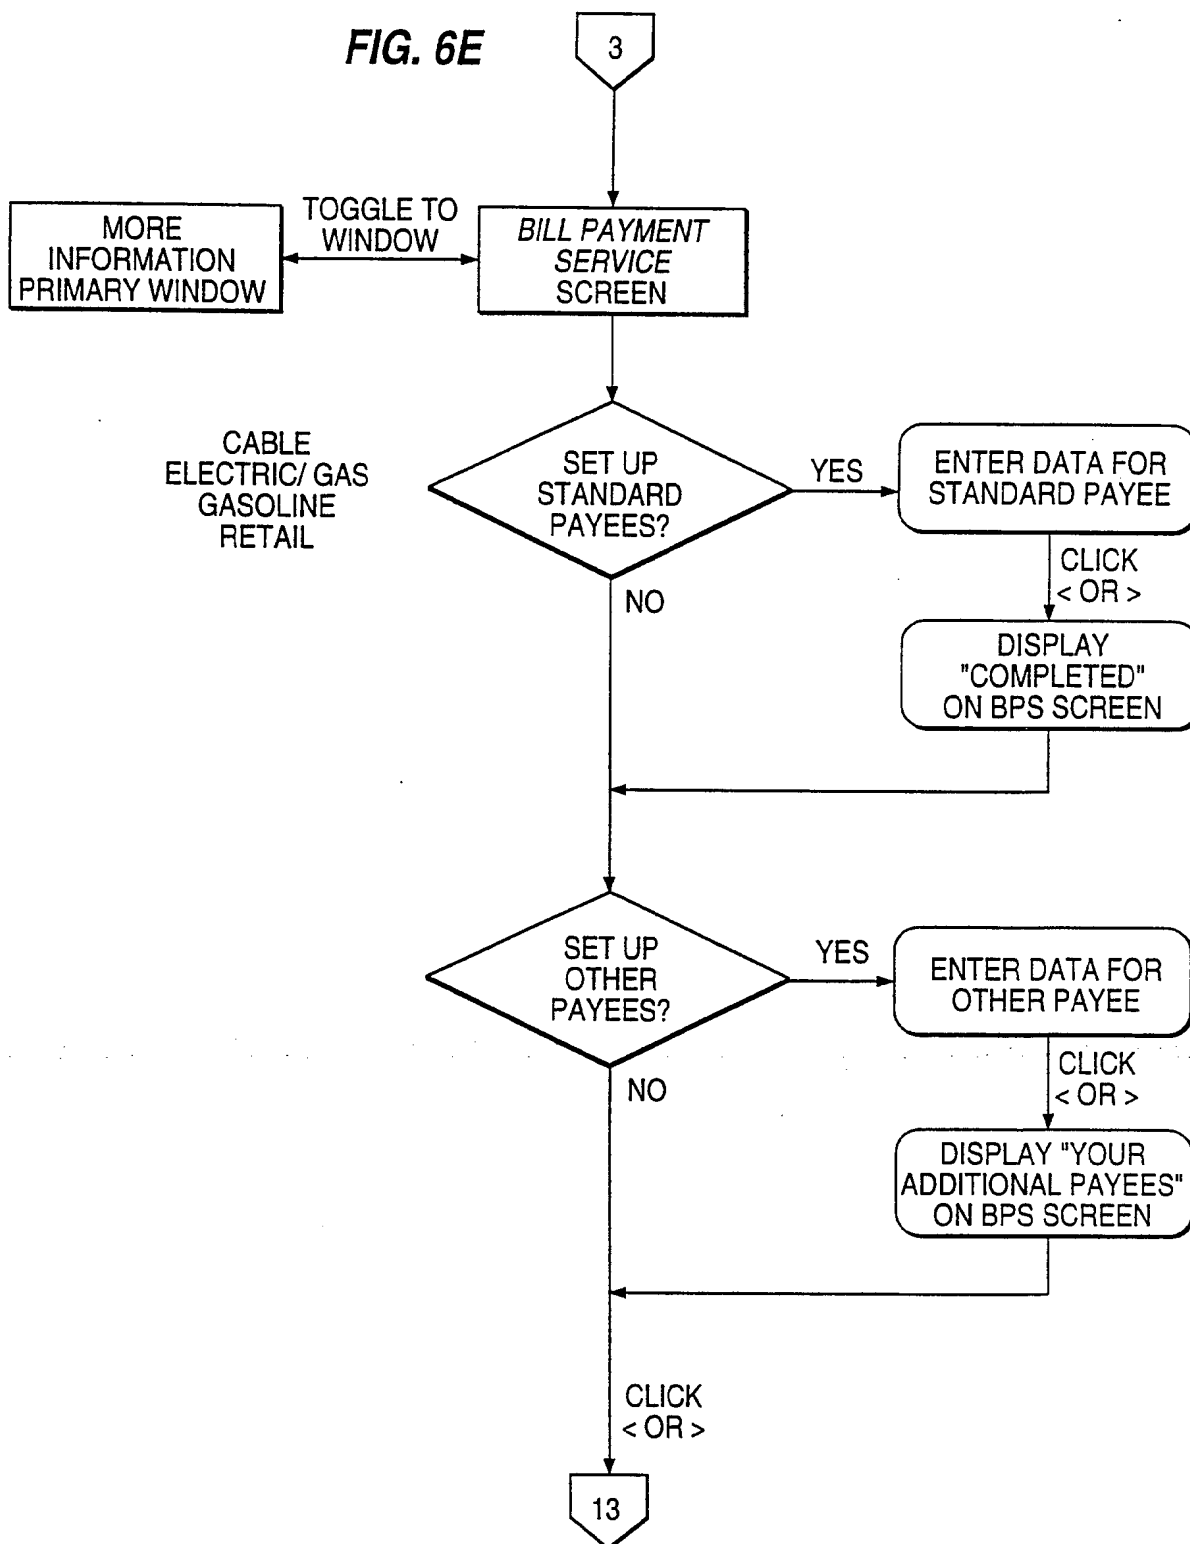 FIG. 6E
3
MORE
INFORMATION
PRIMARY WINDOW
TOGGLE TO
WINDOW
BILL PAYMENT
SERVICE
SCREEN
CABLE
ELECTRIC/ GAS
GASOLINE
RETAIL
SET UP
STANDARD
PAYEES?
YES
ENTER DATA FOR
STANDARD PAYEE
CLICK
< OR >
NO
DISPLAY
"COMPLETED"
ON BPS SCREEN
SET UP
OTHER
PAYEES?
YES
ENTER DATA FOR
OTHER PAYEE
CLICK
< OR >
NO
DISPLAY "YOUR
ADDITIONAL PAYEES"
ON BPS SCREEN
CLICK
< OR >
13